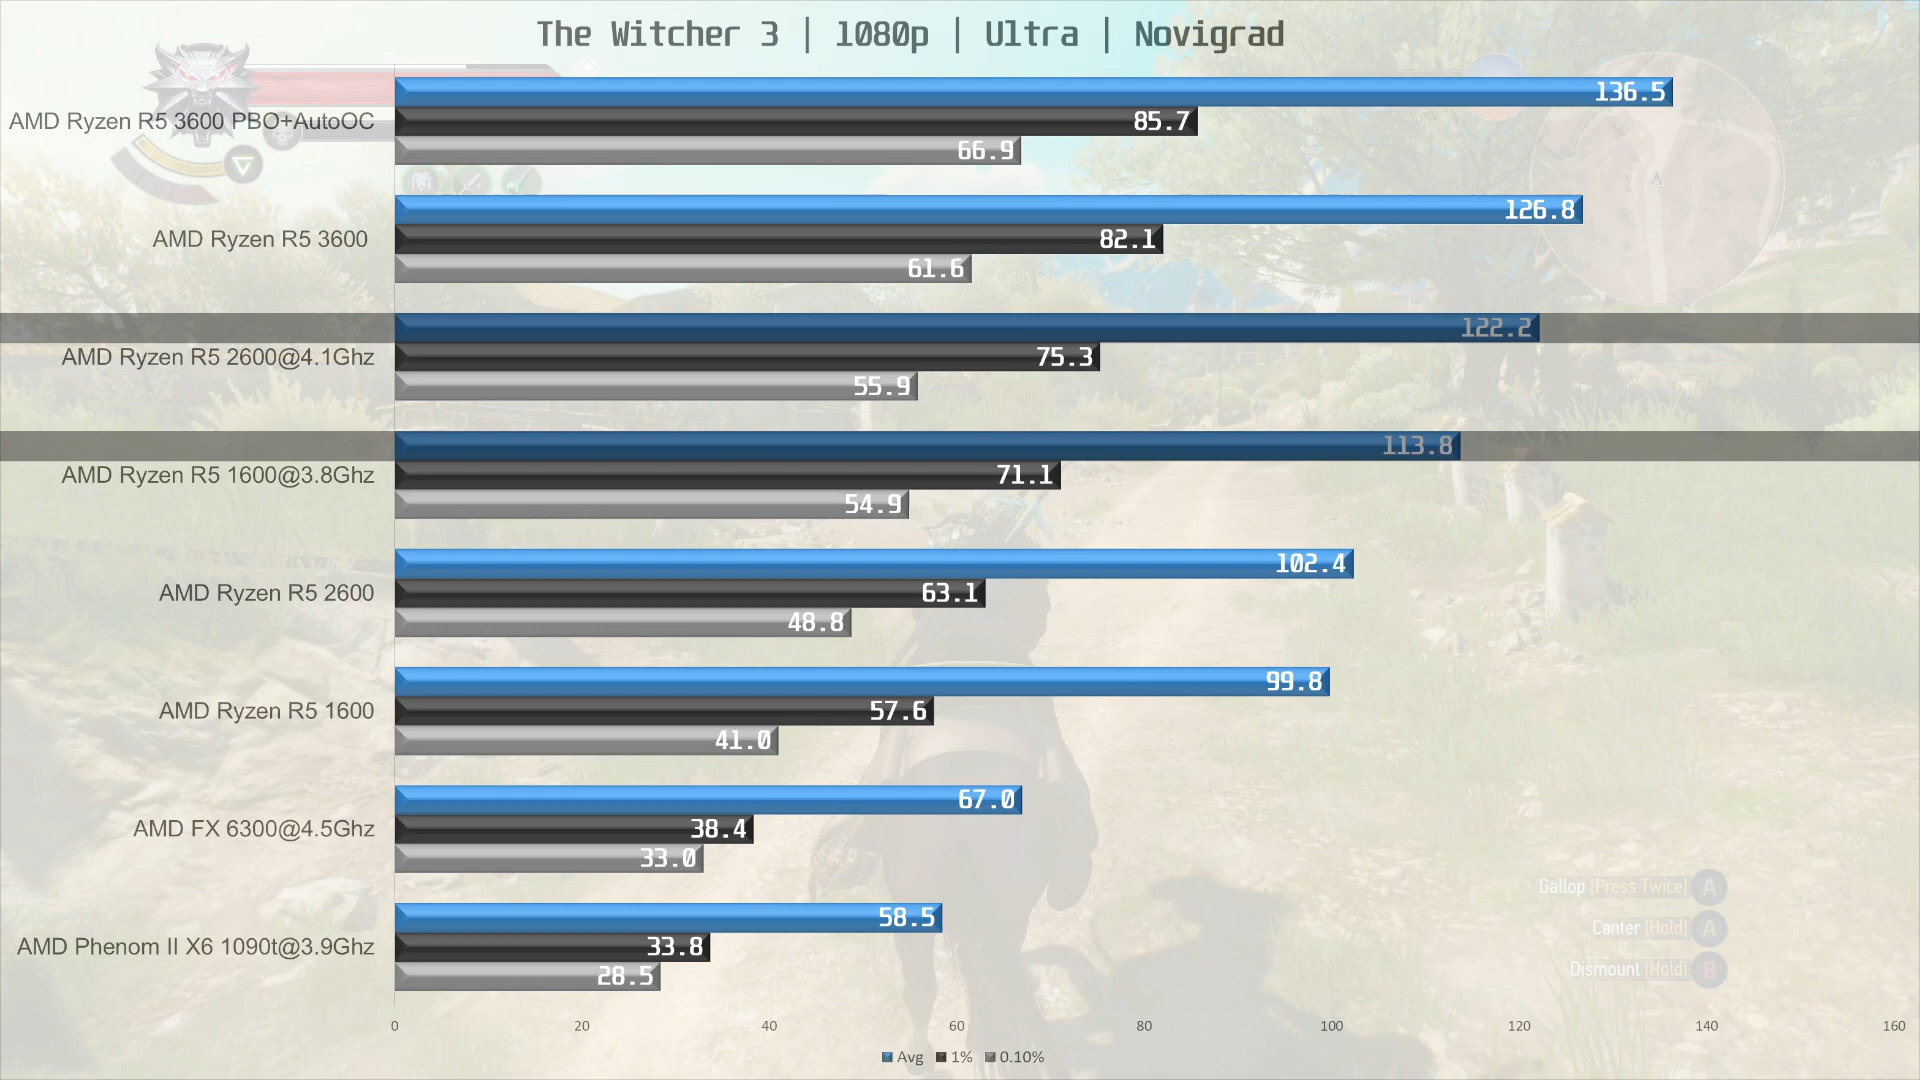 The Witcher 3 | 1080p | Ultra | Novigrad
AMD Ryzen R5 3600 PBO+AutoOC
136.5
85.7
66.9
AMD Ryzen R5 3600
126.8
82.1
61.6
AMD Ryzen R5 2600@4.1Ghz
122.2
75.3
55.9
AMD Ryzen R5 1600@3.8Ghz
113.8
71.1
54.9
AMD Ryzen R5 2600
102.4
63.1
48.8
AMD Ryzen R5 1600
99.8
57.6
41.0
AMD FX 6300@4.5Ghz
67.0
38.4
33.0
Gallop [Press Twice] A
Canter [Hold] A
Dismount [Hold] B
AMD Phenom II X6 1090t@3.9Ghz
58.5
33.8
28.5
0 20 40 60 80 100 120 140 160
Avg 1% 0.10%